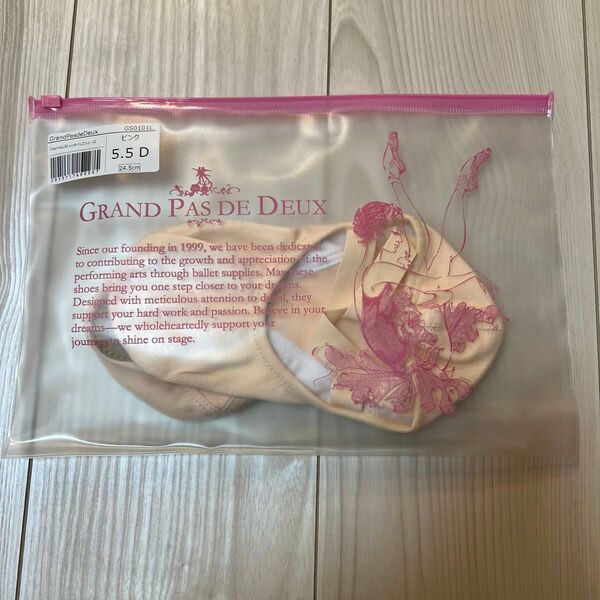 GrandPasdeDeux GS0101L
ピンク
5.5 D
24.5cm
GRAND PAS DE DEUX
Since our founding in 1999, we have been dedicated
to contributing to the growth and appreciation of the
performing arts through ballet supplies. May these
shoes bring you one step closer to your dreams.
Designed with meticulous attention to detail, they
support your hard work and passion. Believe in your
dreams—we wholeheartedly support your
journey to shine on stage.